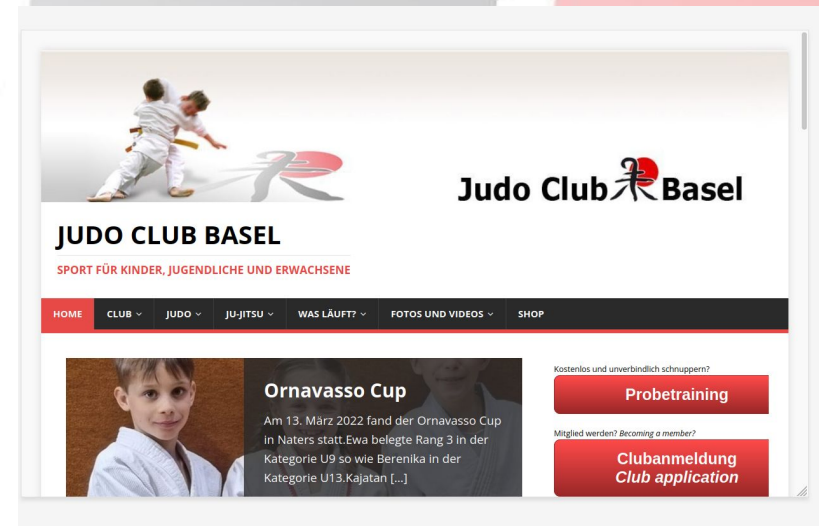 Judo Club Basel
JUDO CLUB BASEL
SPORT FÜR KINDER, JUGENDLICHE UND ERWACHSENE
HOME CLUB JUDO JU-JITSU WAS LÄUFT? FOTOS UND VIDEOS SHOP
Ornavasso Cup
Am 13. März 2022 fand der Ornavasso Cup
in Naters statt.Ewa belegte Rang 3 in der
Kategorie U9 so wie Berenika in der
Kategorie U13.Kajatan [...]
Kostenlos und unverbindlich schnuppern?
Probetraining
Mitglied werden? Becoming a member?
Clubanmeldung
Club application